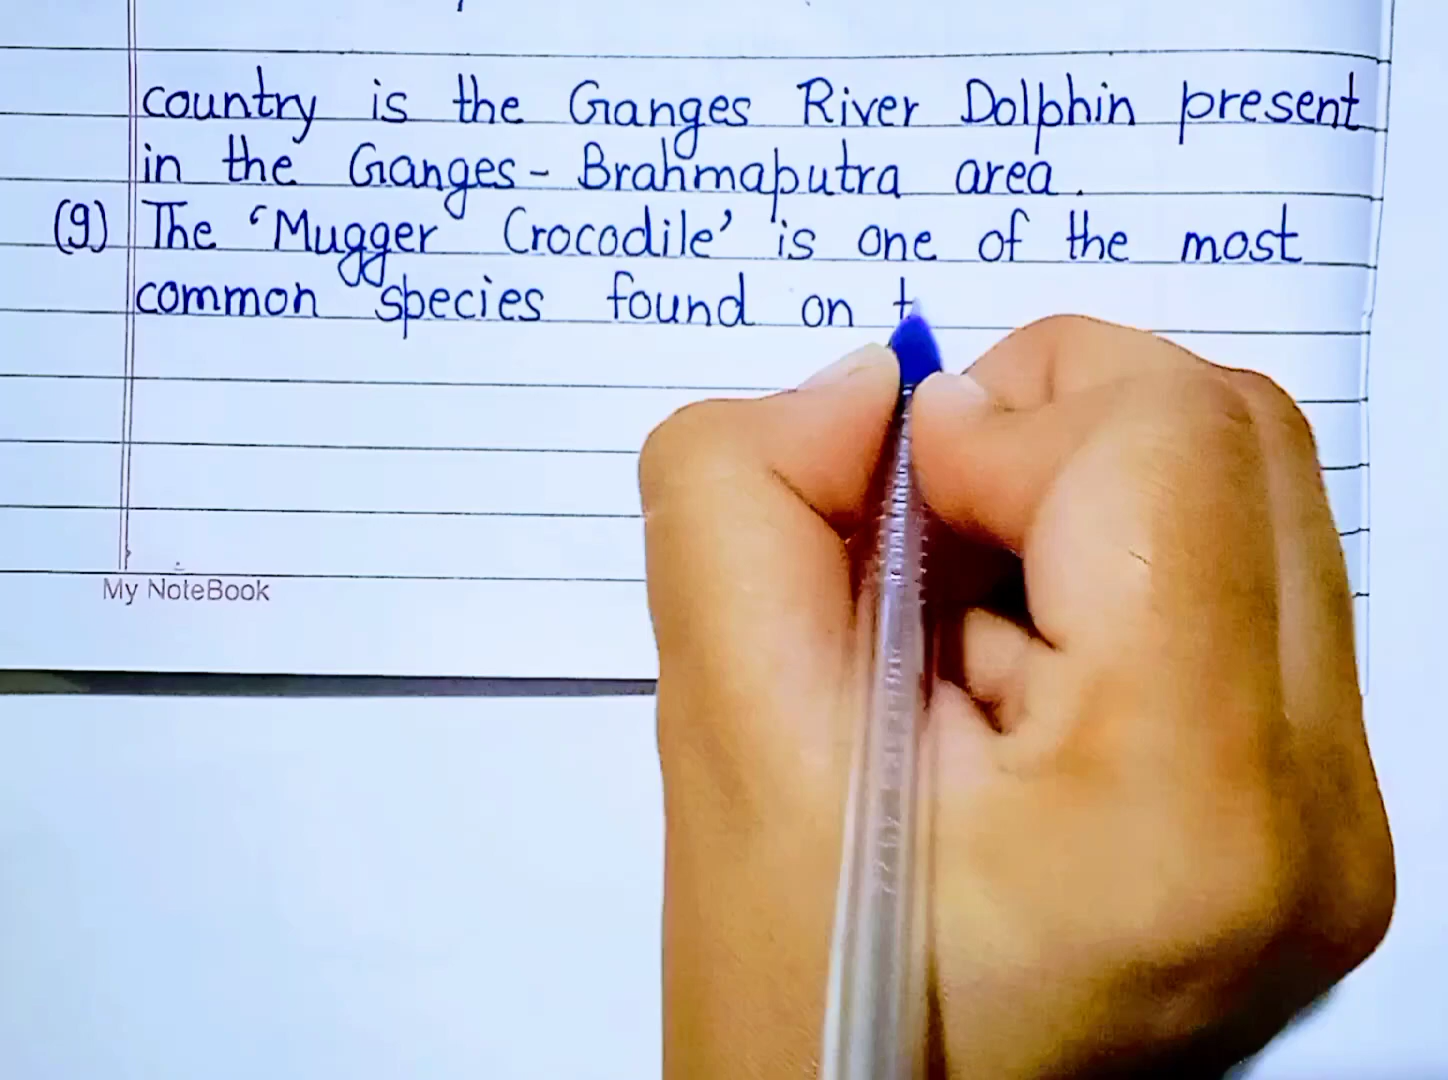 country is the Ganges River Dolphin present
in the Ganges - Brahmaputra area.
(9) The ‘Mugger Crocodile’ is one of the most
common species found on t
My NoteBook